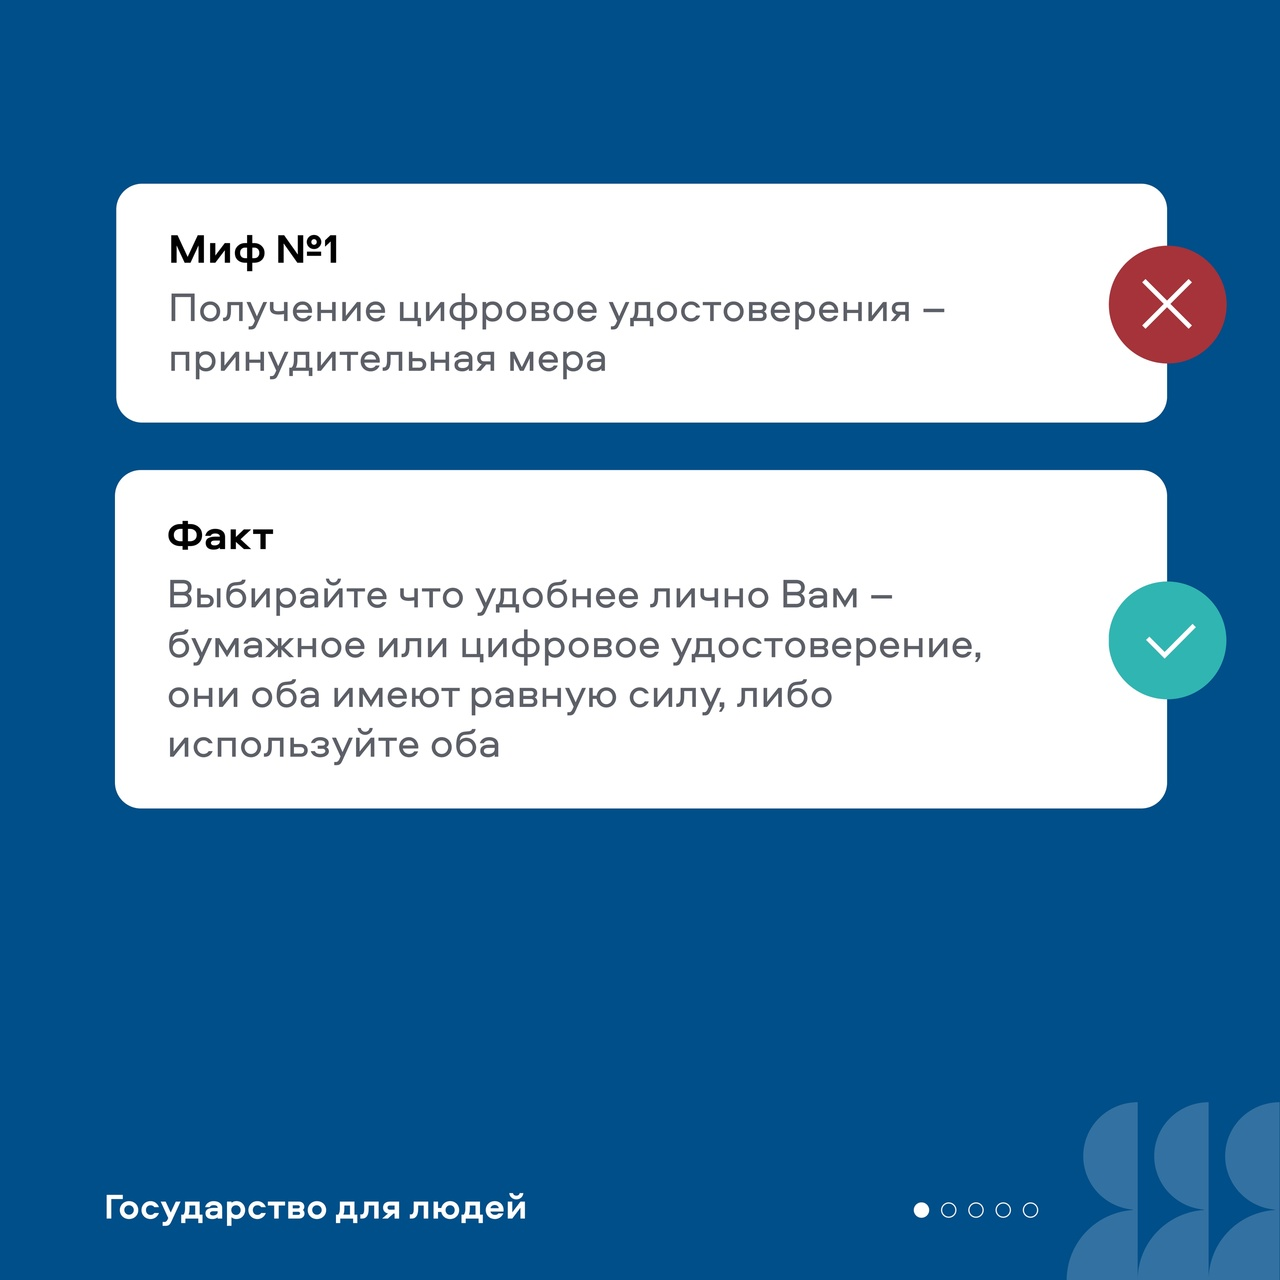 Миф №1
Получение цифровое удостоверения –
принудительная мера
Факт
Выбирайте что удобнее лично Вам –
бумажное или цифровое удостоверение,
они оба имеют равную силу, либо
используйте оба
Государство для людей